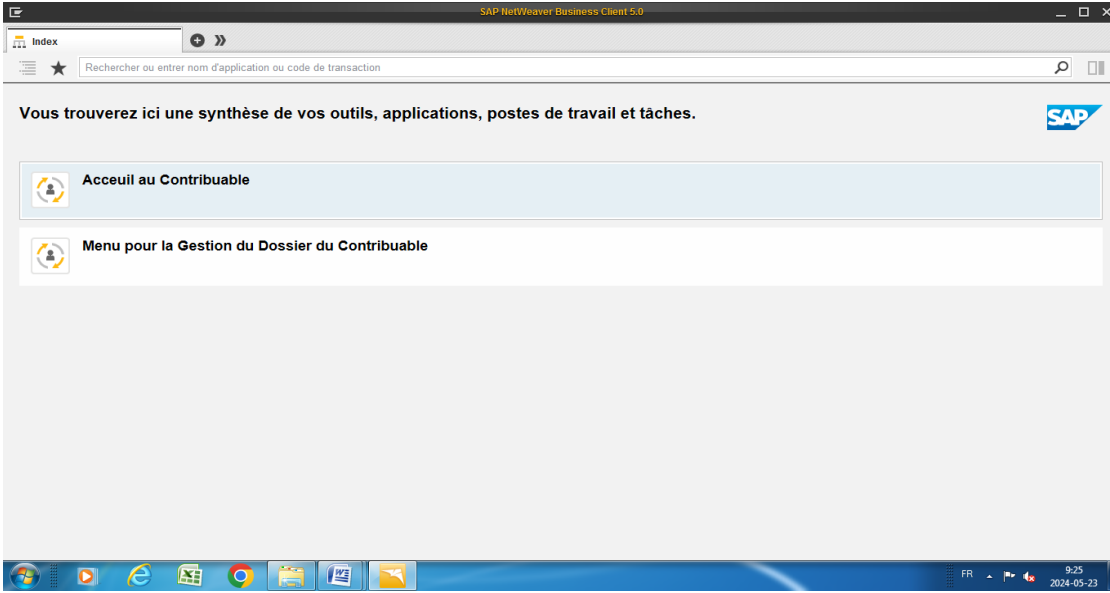 SAP NetWeaver Business Client 5.0
Index
Rechercher ou entrer nom d'application ou code de transaction
Vous trouverez ici une synthèse de vos outils, applications, postes de travail et tâches.
SAP
Acceuil au Contribuable
Menu pour la Gestion du Dossier du Contribuable
FR
9:25
2024-05-23